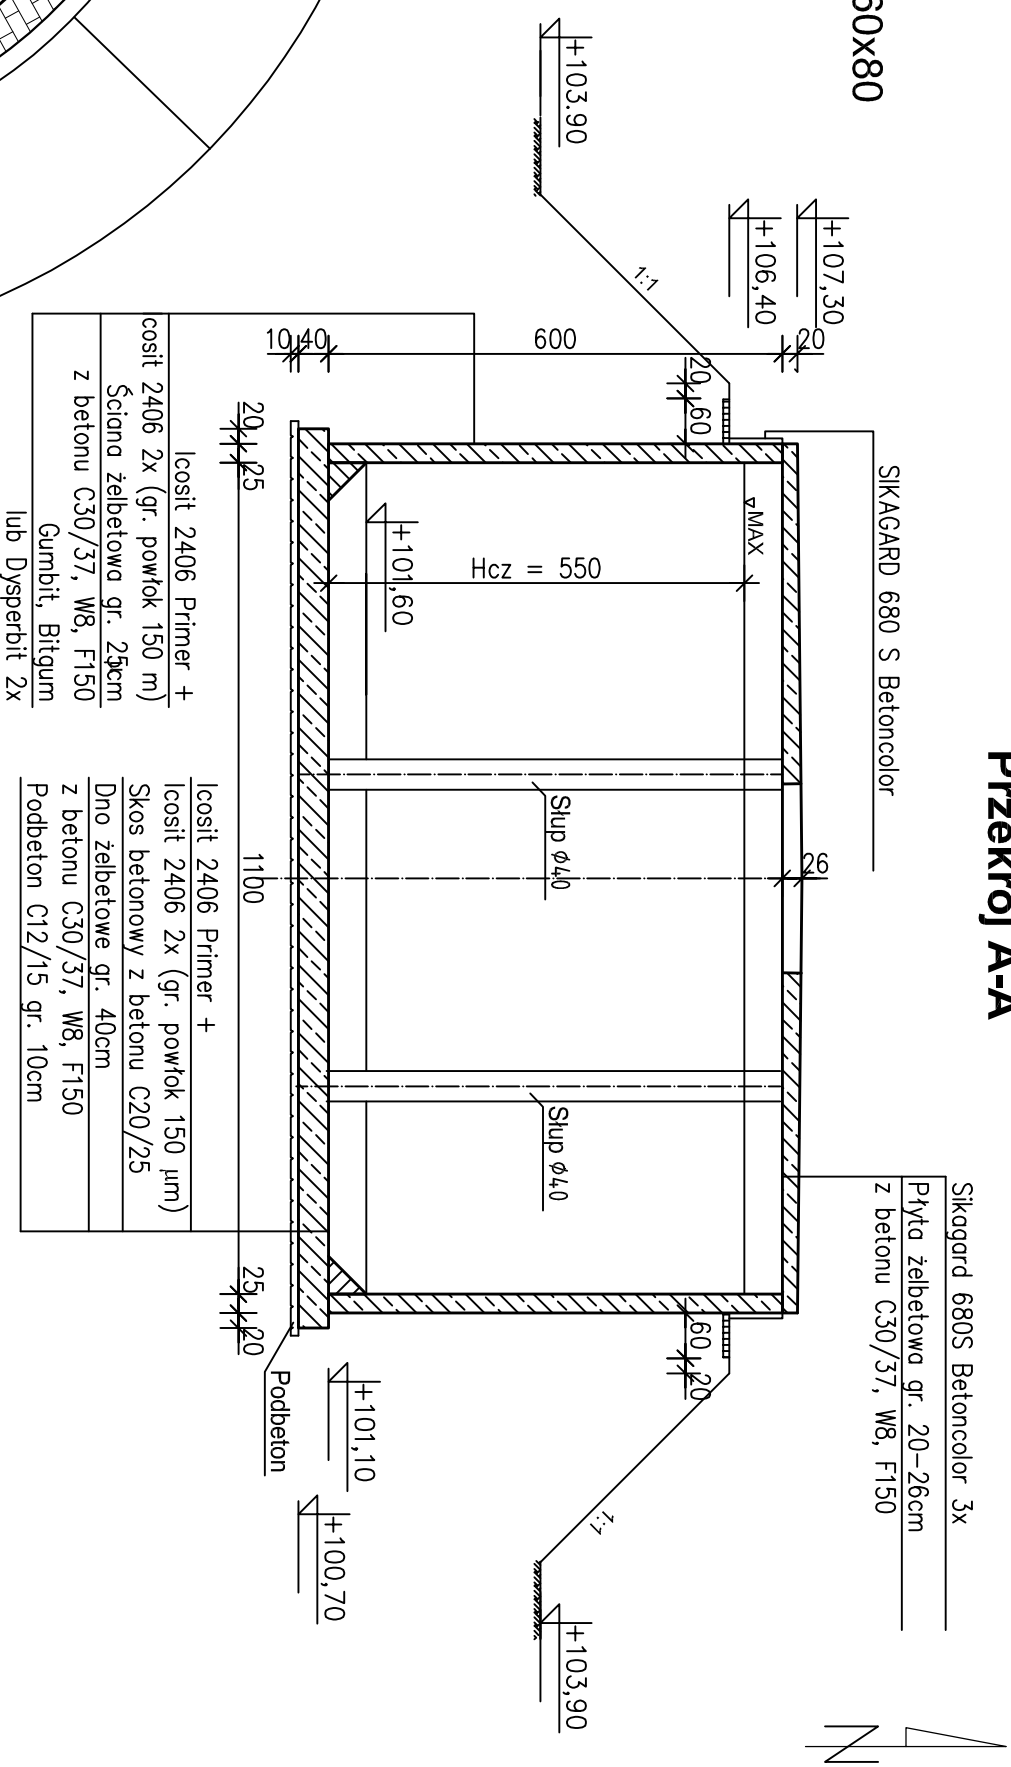 60x80
Przekrój A-A
+103.90
+107,30
+106,40
1:1
SIKAGARD 680 S Betoncolor
Sikagard 680S Betoncolor 3x
Płyta żelbetowa gr. 20-26cm
z betonu C30/37, W8, F150
20
26
20
60
60
20
1:1
+103,90
MAX
Hcz = 550
600
Słup ϕ40
Słup ϕ40
+101,60
+101,10
+100,70
40
10
20
25
1100
25
20
Podbeton
Icosit 2406 Primer +
Icosit 2406 2x (gr. powłok 150 m)
Ściana żelbetowa gr. 25cm
z betonu C30/37, W8, F150
Gumbit, Bitgum
lub Dysperbit 2x
Icosit 2406 Primer +
Icosit 2406 2x (gr. powłok 150 μm)
Skos betonowy z betonu C20/25
Dno żelbetowe gr. 40cm
z betonu C30/37, W8, F150
Podbeton C12/15 gr. 10cm
N